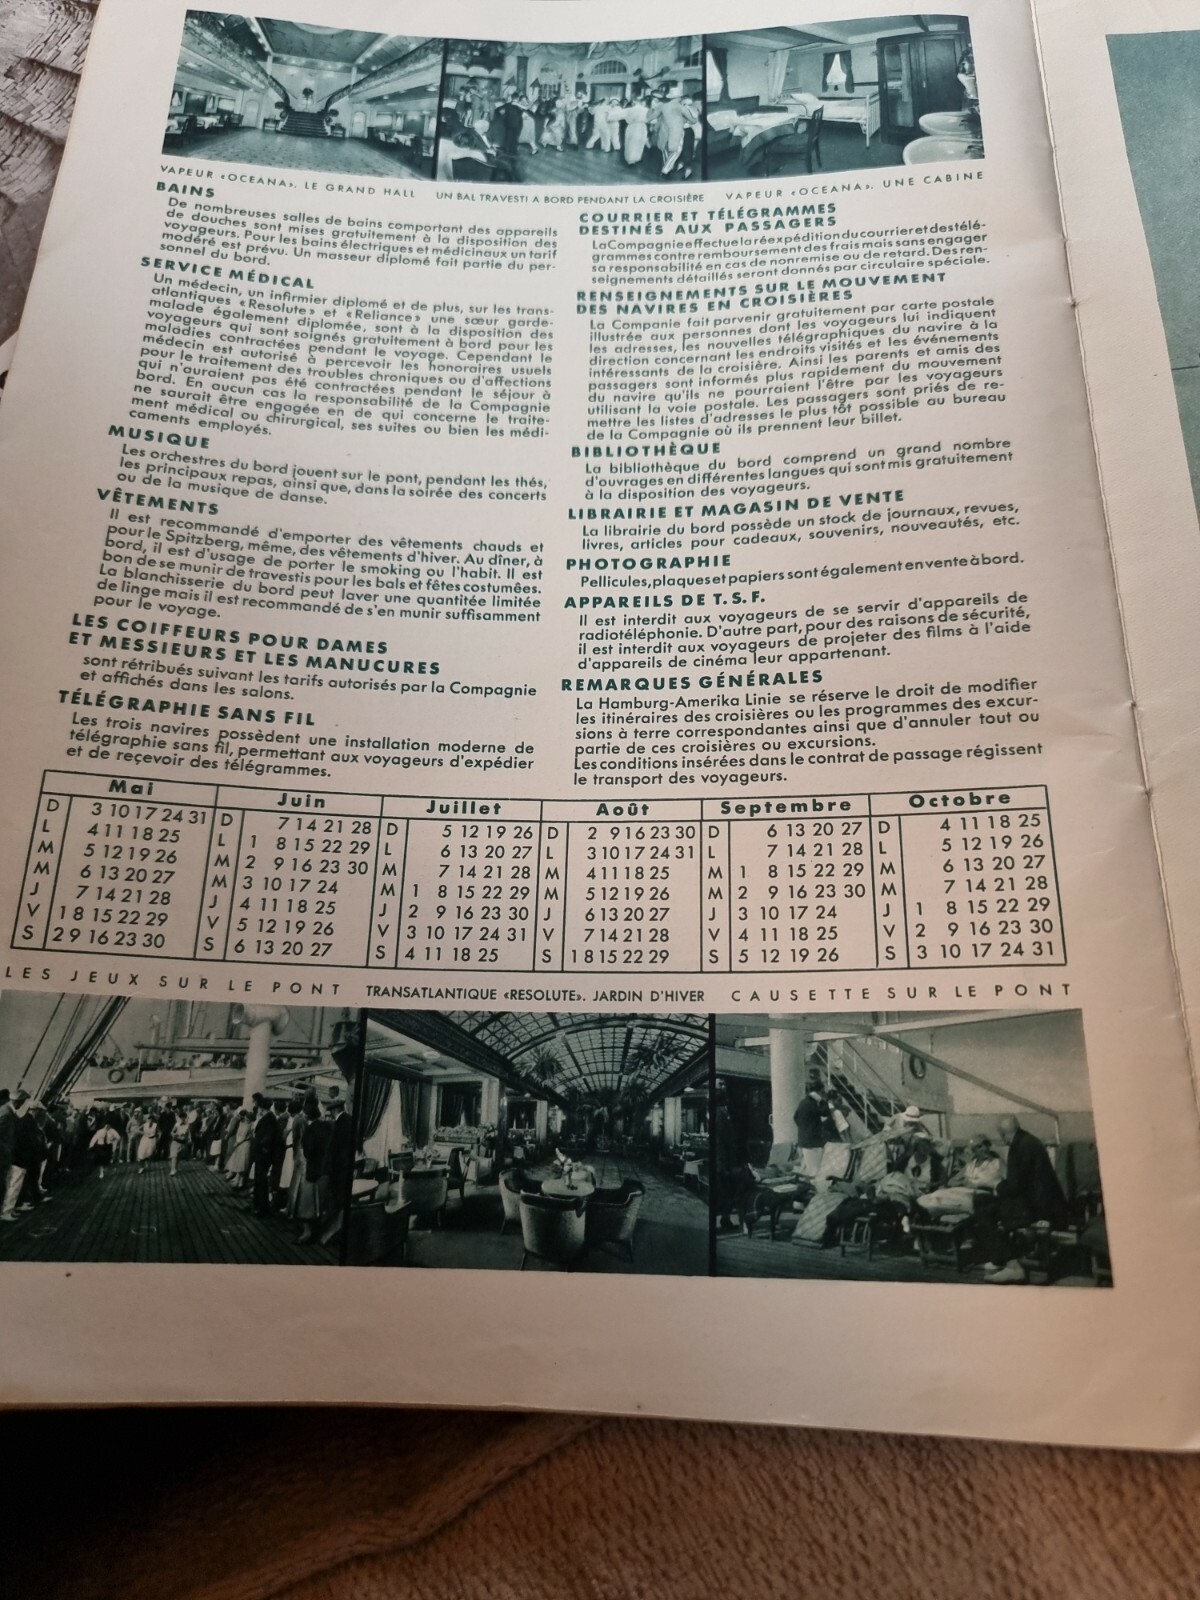 VAPEUR «OCEANA». LE GRAND HALL
UN BAL TRAVESTI A BORD PENDANT LA CROISIÈRE
VAPEUR «OCEANA». UNE CABINE
BAINS
De nombreuses salles de bains comportant des appareils
de douches sont mises gratuitement à la disposition des
voyageurs. Pour les bains électriques et médicinaux un tarif
modéré est prévu. Un masseur diplomé fait partie du per-
sonnel du bord.
SERVICE MÉDICAL
Un médecin, un infirmier diplomé et de plus, sur les trans-
atlantiques «Resolute» et «Reliance» une sœur garde-
malade également diplomée, sont à la disposition des
voyageurs qui sont soignés gratuitement à bord pour les
maladies contractées pendant le voyage. Cependant le
médecin est autorisé à percevoir les honoraires usuels
pour le traitement des troubles chroniques ou d'affections
qui n'auraient pas été contractées pendant le séjour à
bord. En aucun cas la responsabilité de la Compagnie
ne saurait être engagée en de qui concerne le traite-
ment médical ou chirurgical, ses suites ou bien les médi-
caments employés.
MUSIQUE
Les orchestres du bord jouent sur le pont, pendant les thés,
les principaux repas, ainsi que, dans la soirée des concerts
ou de la musique de danse.
VÊTEMENTS
Il est recommandé d'emporter des vêtements chauds et
pour le Spitzberg, même, des vêtements d'hiver. Au dîner, à
bord, il est d'usage de porter le smoking ou l'habit. Il est
bon de se munir de travestis pour les bals et fêtes costumées.
La blanchisserie du bord peut laver une quantitée limitée
de linge mais il est recommandé de s'en munir suffisamment
pour le voyage.
LES COIFFEURS POUR DAMES
ET MESSIEURS ET LES MANUCURES
sont rétribués suivant les tarifs autorisés par la Compagnie
et affichés dans les salons.
TÉLÉGRAPHIE SANS FIL
Les trois navires possèdent une installation moderne de
télégraphie sans fil, permettant aux voyageurs d'expédier
et de reçevoir des télégrammes.
COURRIER ET TÉLÉGRAMMES
DESTINÉS AUX PASSAGERS
La Compagnie effectue la réexpédition du courrier et des télé-
grammes contre remboursement des frais mais sans engager
sa responsabilité en cas de nonremise ou de retard. Des ren-
seignements détaillés seront donnés par circulaire spéciale.
RENSEIGNEMENTS SUR LE MOUVEMENT
DES NAVIRES EN CROISIÈRES
La Companie fait parvenir gratuitement par carte postale
illustrée aux personnes dont les voyageurs lui indiquent
les adresses, les nouvelles télégraphiques du navire à la
direction concernant les endroits visités et les événements
intéressants de la croisière. Ainsi les parents et amis des
passagers sont informés plus rapidement du mouvement
du navire qu'ils ne pourraient l'être par les voyageurs
utilisant la voie postale. Les passagers sont priés de re-
mettre les listes d'adresses le plus tôt possible au bureau
de la Compagnie où ils prennent leur billet.
BIBLIOTHÈQUE
La bibliothèque du bord comprend un grand nombre
d'ouvrages en différentes langues qui sont mis gratuitement
à la disposition des voyageurs.
LIBRAIRIE ET MAGASIN DE VENTE
La librairie du bord possède un stock de journaux, revues,
livres, articles pour cadeaux, souvenirs, nouveautés, etc.
PHOTOGRAPHIE
Pellicules, plaques et papiers sont également en vente à bord.
APPAREILS DE T.S.F.
Il est interdit aux voyageurs de se servir d'appareils de
radiotéléphonie. D'autre part, pour des raisons de sécurité,
il est interdit aux voyageurs de projeter des films à l'aide
d'appareils de cinéma leur appartenant.
REMARQUES GÉNÉRALES
La Hamburg-Amerika Linie se réserve le droit de modifier
les itinéraires des croisières ou les programmes des excur-
sions à terre correspondantes ainsi que d'annuler tout ou
partie de ces croisières ou excursions.
Les conditions insérées dans le contrat de passage régissent
le transport des voyageurs.
Mai
D 3 10 17 24 31
L 4 11 18 25
M 5 12 19 26
M 6 13 20 27
J 7 14 21 28
V 1 8 15 22 29
S 2 9 16 23 30
Juin
D 7 14 21 28
L 1 8 15 22 29
M 2 9 16 23 30
M 3 10 17 24
J 4 11 18 25
V 5 12 19 26
S 6 13 20 27
Juillet
D 5 12 19 26
L 6 13 20 27
M 7 14 21 28
M 1 8 15 22 29
J 2 9 16 23 30
V 3 10 17 24 31
S 4 11 18 25
Août
D 2 9 16 23 30
L 3 10 17 24 31
M 4 11 18 25
M 5 12 19 26
J 6 13 20 27
V 7 14 21 28
S 1 8 15 22 29
Septembre
D 6 13 20 27
L 7 14 21 28
M 1 8 15 22 29
M 2 9 16 23 30
J 3 10 17 24
V 4 11 18 25
S 5 12 19 26
Octobre
D 4 11 18 25
L 5 12 19 26
M 6 13 20 27
M 7 14 21 28
J 1 8 15 22 29
V 2 9 16 23 30
S 3 10 17 24 31
LES JEUX SUR LE PONT
TRANSATLANTIQUE «RESOLUTE». JARDIN D'HIVER
CAUSETTE SUR LE PONT